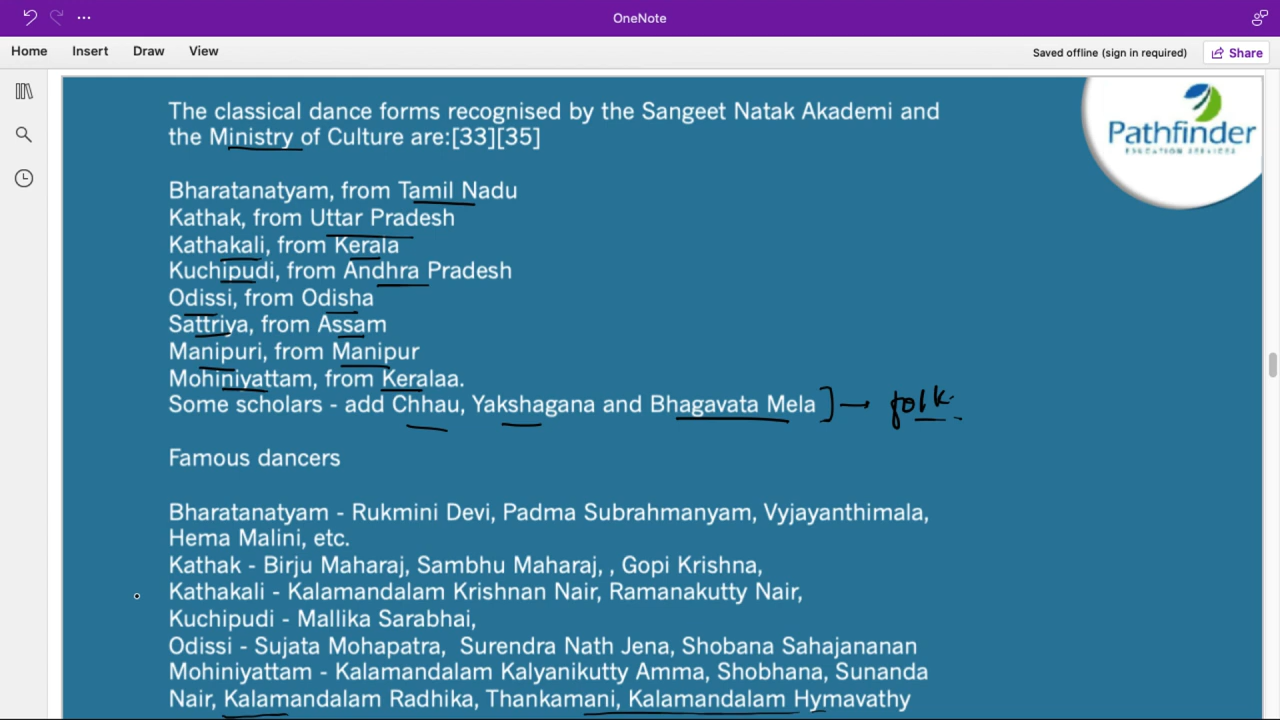 OneNote
Home Insert Draw View Saved offline (sign in required) Share
Pathfinder
EDUCATION SERVICES
The classical dance forms recognised by the Sangeet Natak Akademi and
the Ministry of Culture are:[33][35]
Bharatanatyam, from Tamil Nadu
Kathak, from Uttar Pradesh
Kathakali, from Kerala
Kuchipudi, from Andhra Pradesh
Odissi, from Odisha
Sattriya, from Assam
Manipuri, from Manipur
Mohiniyattam, from Keralaa.
Some scholars - add Chhau, Yakshagana and Bhagavata Mela ] → folk.
Famous dancers
Bharatanatyam - Rukmini Devi, Padma Subrahmanyam, Vyjayanthimala,
Hema Malini, etc.
Kathak - Birju Maharaj, Sambhu Maharaj, , Gopi Krishna,
Kathakali - Kalamandalam Krishnan Nair, Ramanakutty Nair,
Kuchipudi - Mallika Sarabhai,
Odissi - Sujata Mohapatra, Surendra Nath Jena, Shobana Sahajananan
Mohiniyattam - Kalamandalam Kalyanikutty Amma, Shobhana, Sunanda
Nair, Kalamandalam Radhika, Thankamani, Kalamandalam Hymavathy